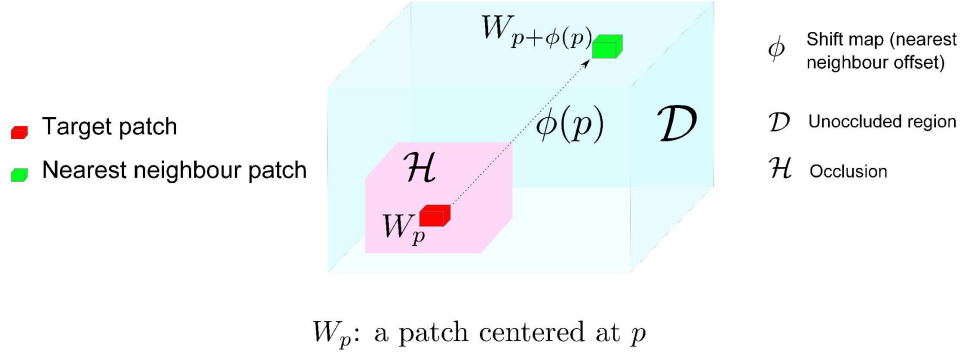 W_{p+ϕ(p)}
ϕ Shift map (nearest
neighbour offset)
ϕ(p)
𝒟
𝒟 Unoccluded region
Target patch
Nearest neighbour patch
ℋ
ℋ Occlusion
W_p
W_p: a patch centered at p